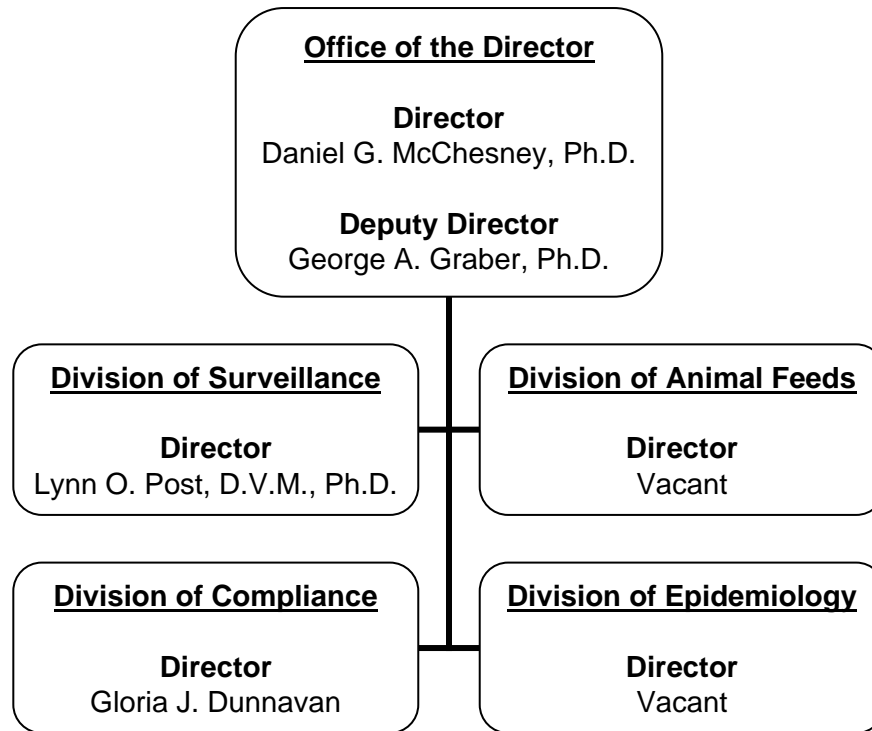 Office of the Director
Director
Daniel G. McChesney, Ph.D.
Deputy Director
George A. Graber, Ph.D.
Division of Surveillance
Director
Lynn O. Post, D.V.M., Ph.D.
Division of Animal Feeds
Director
Vacant
Division of Compliance
Director
Gloria J. Dunnavan
Division of Epidemiology
Director
Vacant